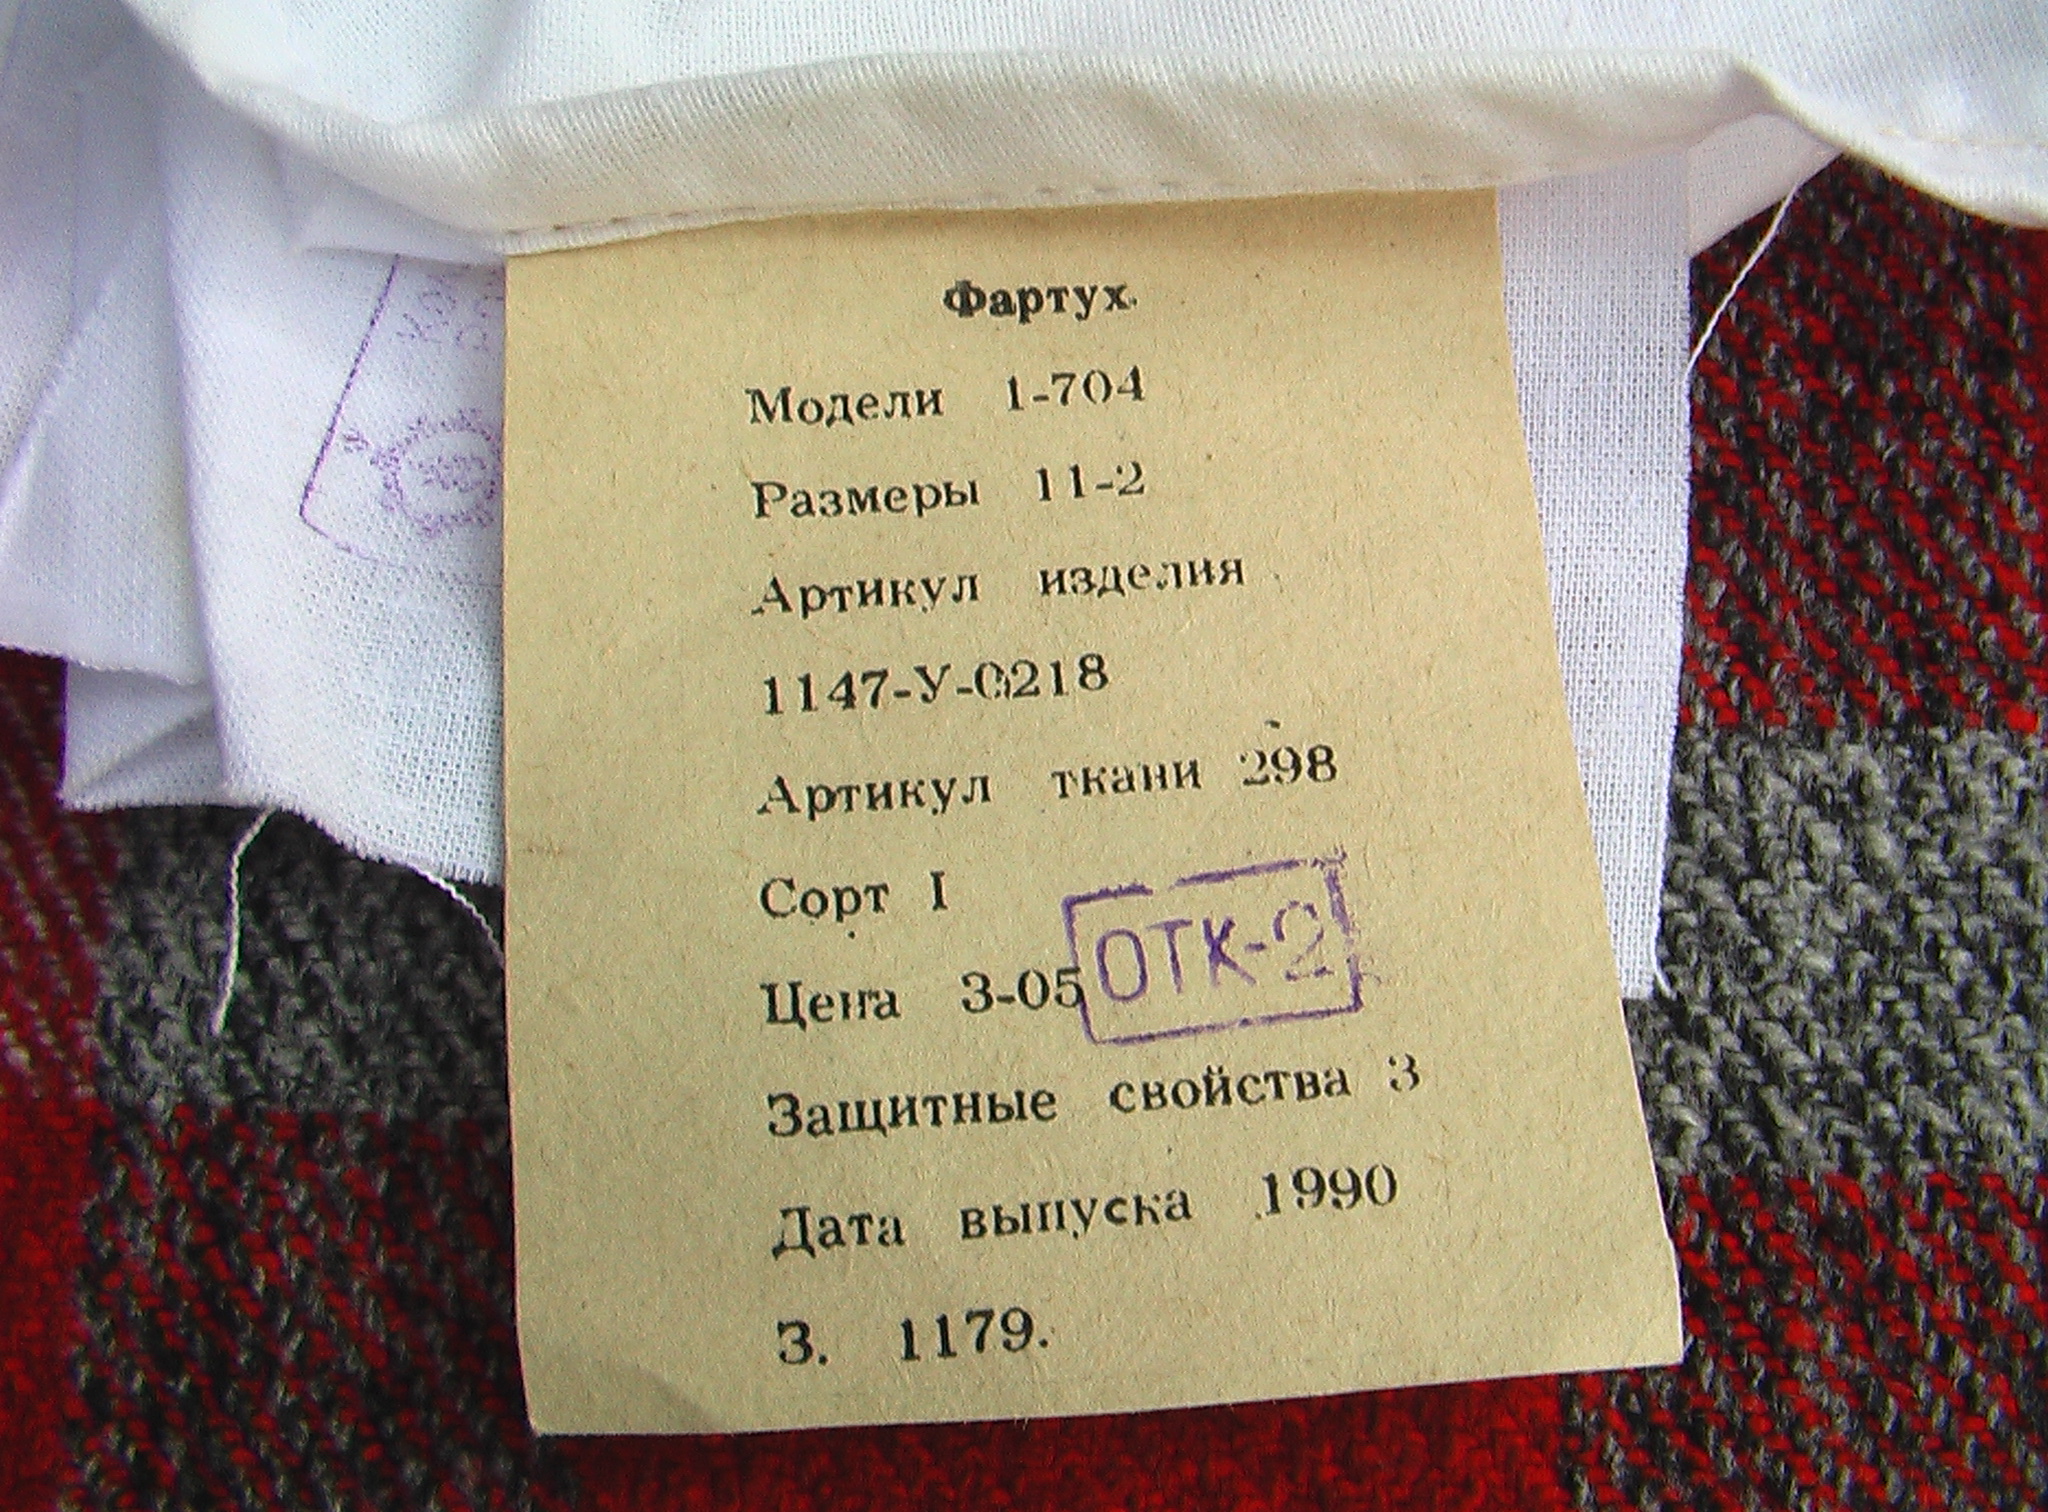 Фартух.
Модели 1-704
Размеры 11-2
Артикул изделия
1147-У-0218
Артикул ткани 298
Сорт I
Цена 3-05
ОТК-2
Защитные свойства З
Дата выпуска 1990
З. 1179.